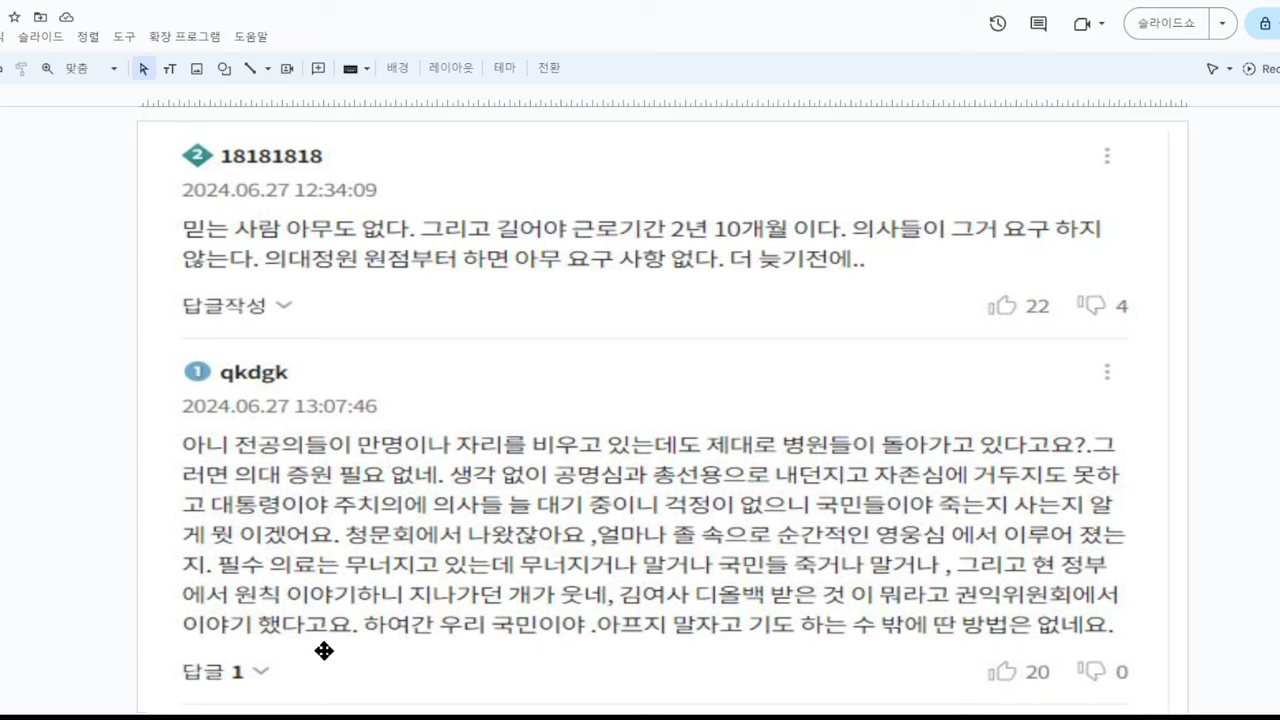 슬라이드 정렬 도구 확장 프로그램 도움말
슬라이드쇼
맞춤 배경 레이아웃 테마 전환 Rec
2 18181818
2024.06.27 12:34:09
믿는 사람 아무도 없다. 그리고 길어야 근로기간 2년 10개월 이다. 의사들이 그거 요구 하지
않는다. 의대정원 원점부터 하면 아무 요구 사항 없다. 더 늦기전에..
답글작성 22 4
1 qkdgk
2024.06.27 13:07:46
아니 전공의들이 만명이나 자리를 비우고 있는데도 제대로 병원들이 돌아가고 있다고요?.그
러면 의대 증원 필요 없네. 생각 없이 공명심과 총선용으로 내던지고 자존심에 거두지도 못하
고 대통령이야 주치의에 의사들 늘 대기 중이니 걱정이 없으니 국민들이야 죽는지 사는지 알
게 뭣 이겠어요. 청문회에서 나왔잖아요 ,얼마나 졸 속으로 순간적인 영웅심 에서 이루어 졌는
지. 필수 의료는 무너지고 있는데 무너지거나 말거나 국민들 죽거나 말거나 , 그리고 현 정부
에서 원칙 이야기하니 지나가던 개가 웃네, 김여사 디올백 받은 것 이 뭐라고 권익위원회에서
이야기 했다고요. 하여간 우리 국민이야 .아프지 말자고 기도 하는 수 밖에 딴 방법은 없네요.
답글 1 20 0